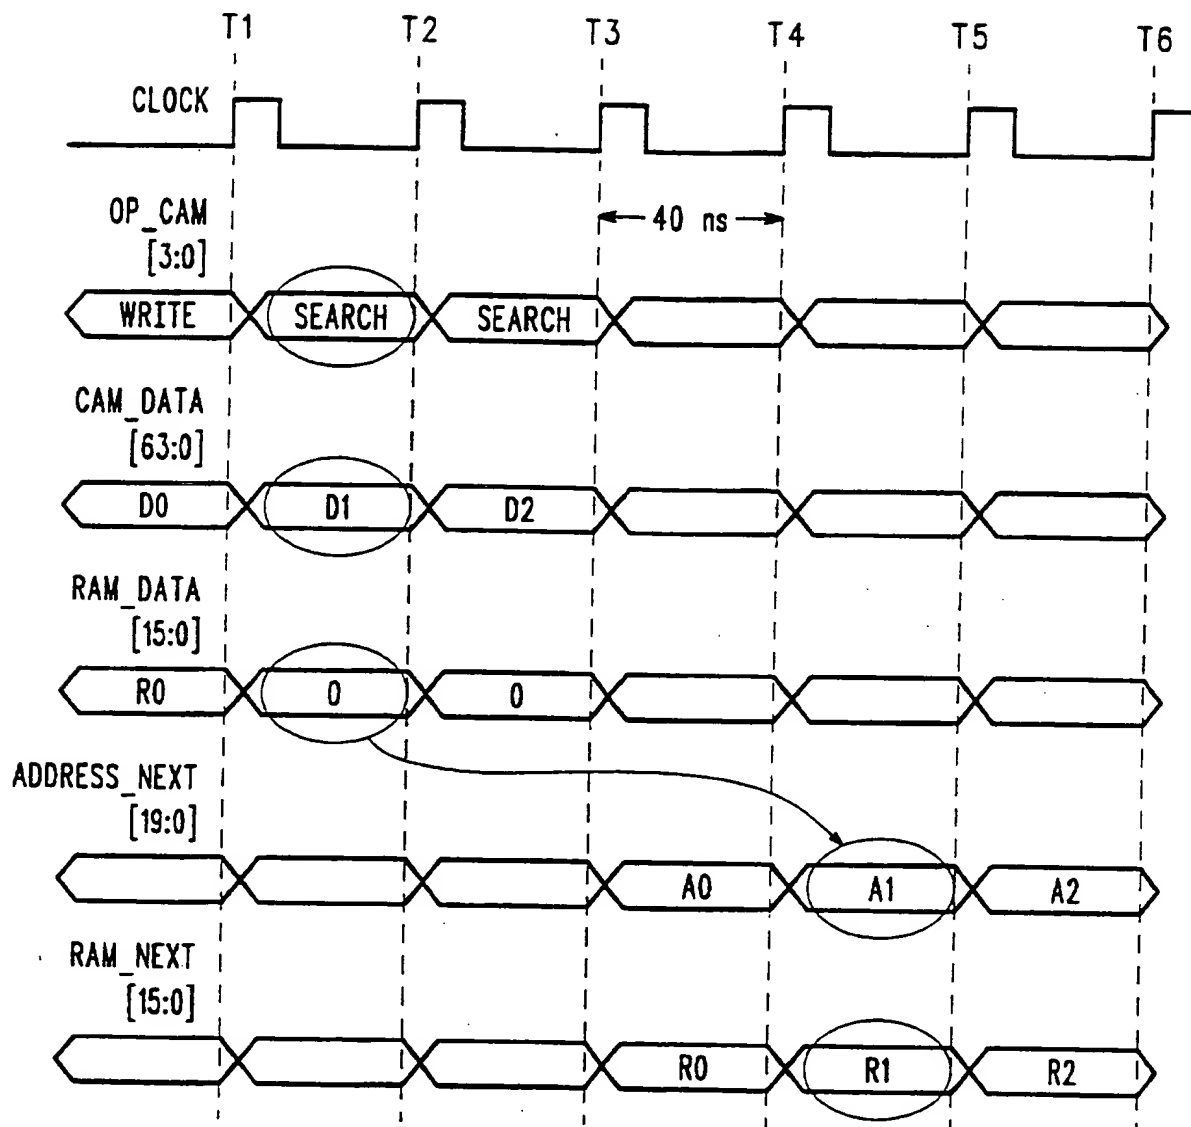 T1 T2 T3 T4 T5 T6
CLOCK
OP_CAM
[3:0]
40 ns
WRITE SEARCH SEARCH
CAM_DATA
[63:0]
D0 D1 D2
RAM_DATA
[15:0]
R0 0 0
ADDRESS_NEXT
[19:0]
A0 A1 A2
RAM_NEXT
[15:0]
R0 R1 R2